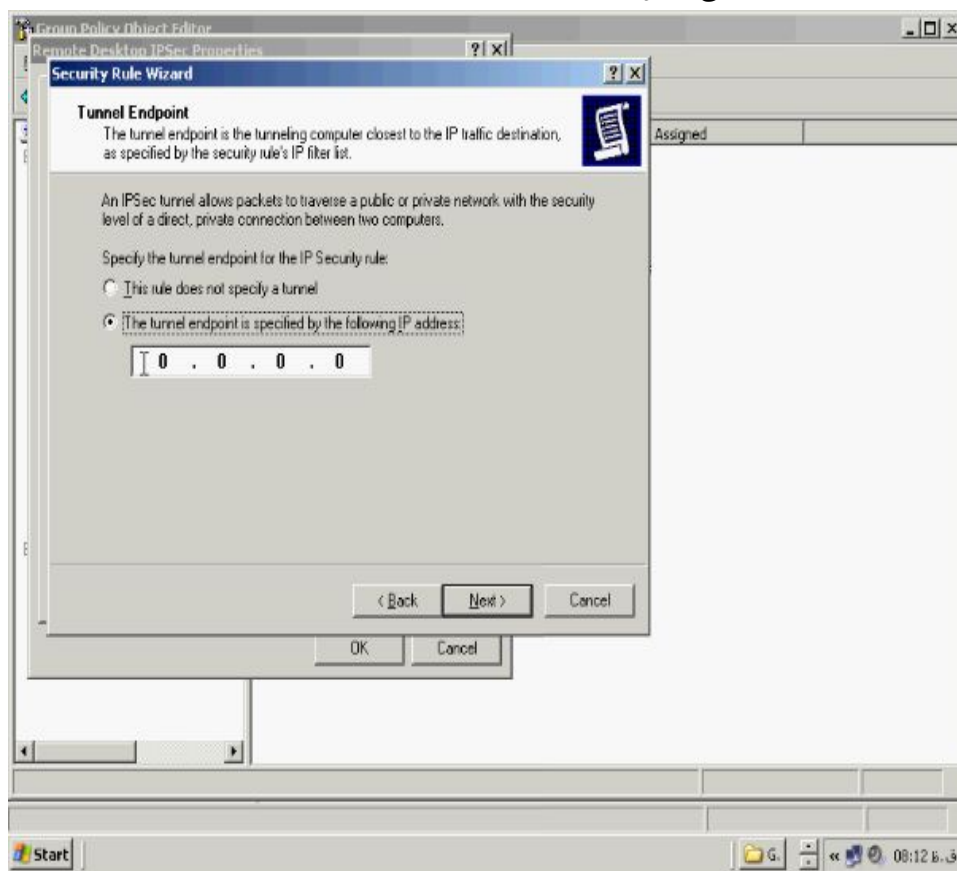 Group Policy Object Editor
Remote Desktop IPSec Properties
Security Rule Wizard
Tunnel Endpoint
The tunnel endpoint is the tunneling computer closest to the IP traffic destination,
as specified by the security rule's IP filter list.
Assigned
An IPSec tunnel allows packets to traverse a public or private network with the security
level of a direct, private connection between two computers.
Specify the tunnel endpoint for the IP Security rule:
This rule does not specify a tunnel
The tunnel endpoint is specified by the following IP address:
0 . 0 . 0 . 0
< Back Next > Cancel
OK Cancel
Start G. « 08:12 ق.ظ